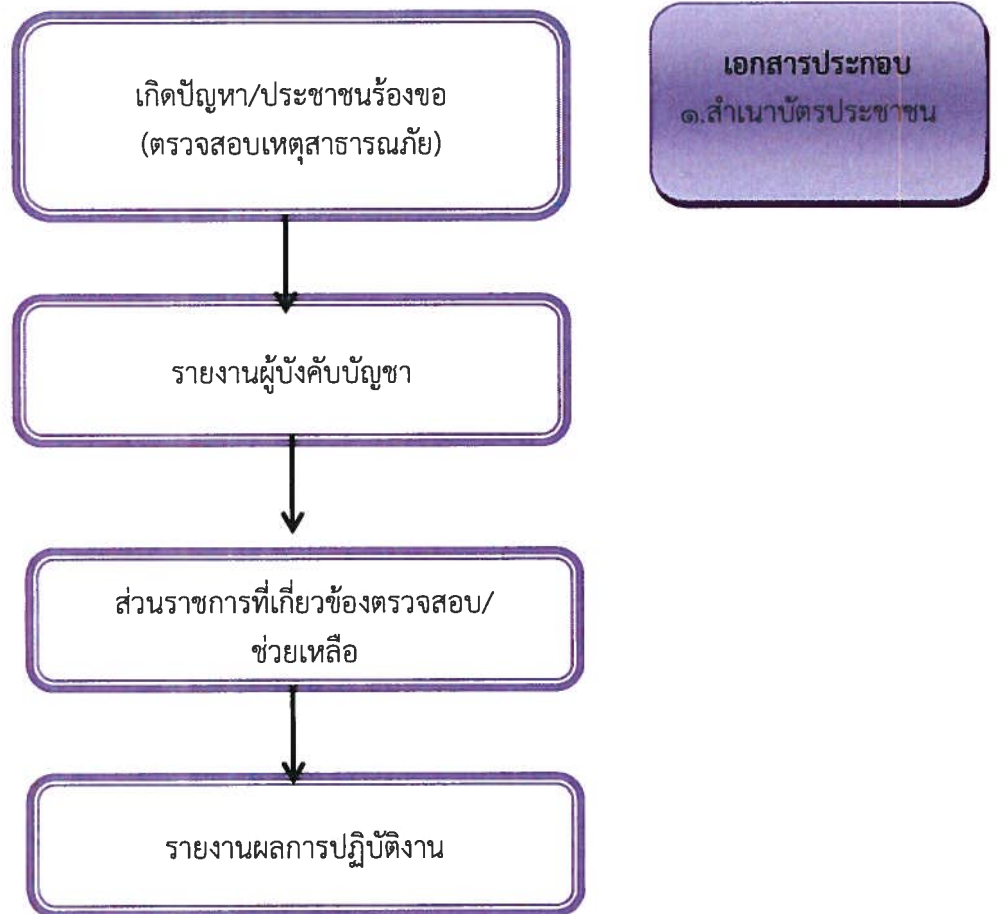 เกิดปัญหา/ประชาชนร้องขอ
(ตรวจสอบเหตุสาธารณภัย)
เอกสารประกอบ
๑.สำเนาบัตรประชาชน
รายงานผู้บังคับบัญชา
ส่วนราชการที่เกี่ยวข้องตรวจสอบ/
ช่วยเหลือ
รายงานผลการปฏิบัติงาน